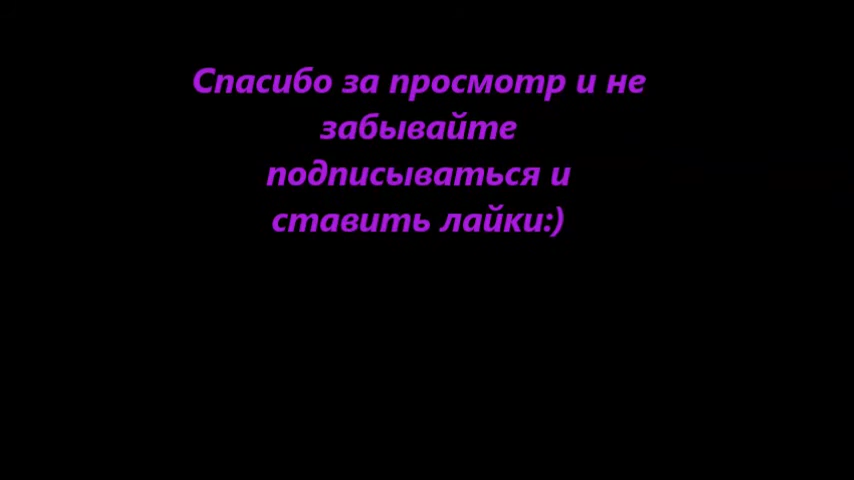 Спасибо за просмотр и не
забывайте
подписываться и
ставить лайки:)